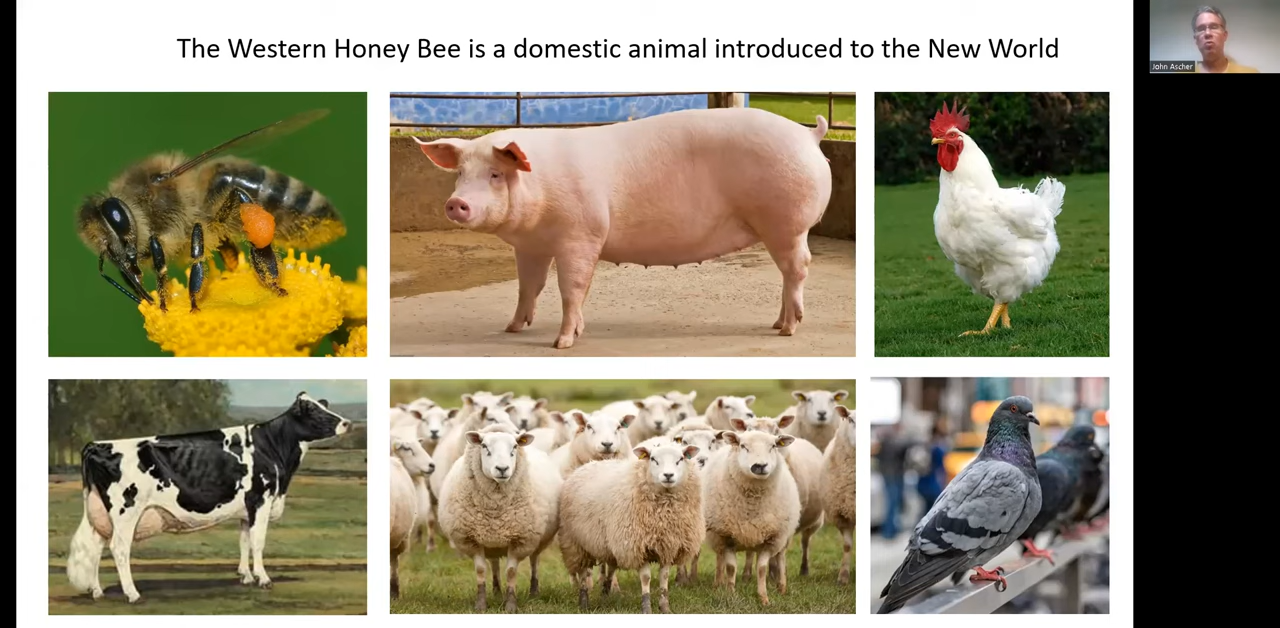 The Western Honey Bee is a domestic animal introduced to the New World
John Ascher